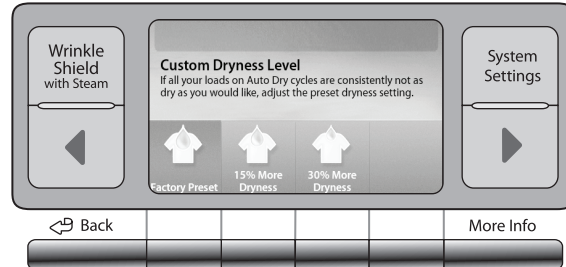 Wrinkle
Shield
with Steam
Custom Dryness Level
If all your loads on Auto Dry cycles are consistently not as
dry as you would like, adjust the preset dryness setting.
System
Settings
Factory Preset
15% More
Dryness
30% More
Dryness
Back
More Info